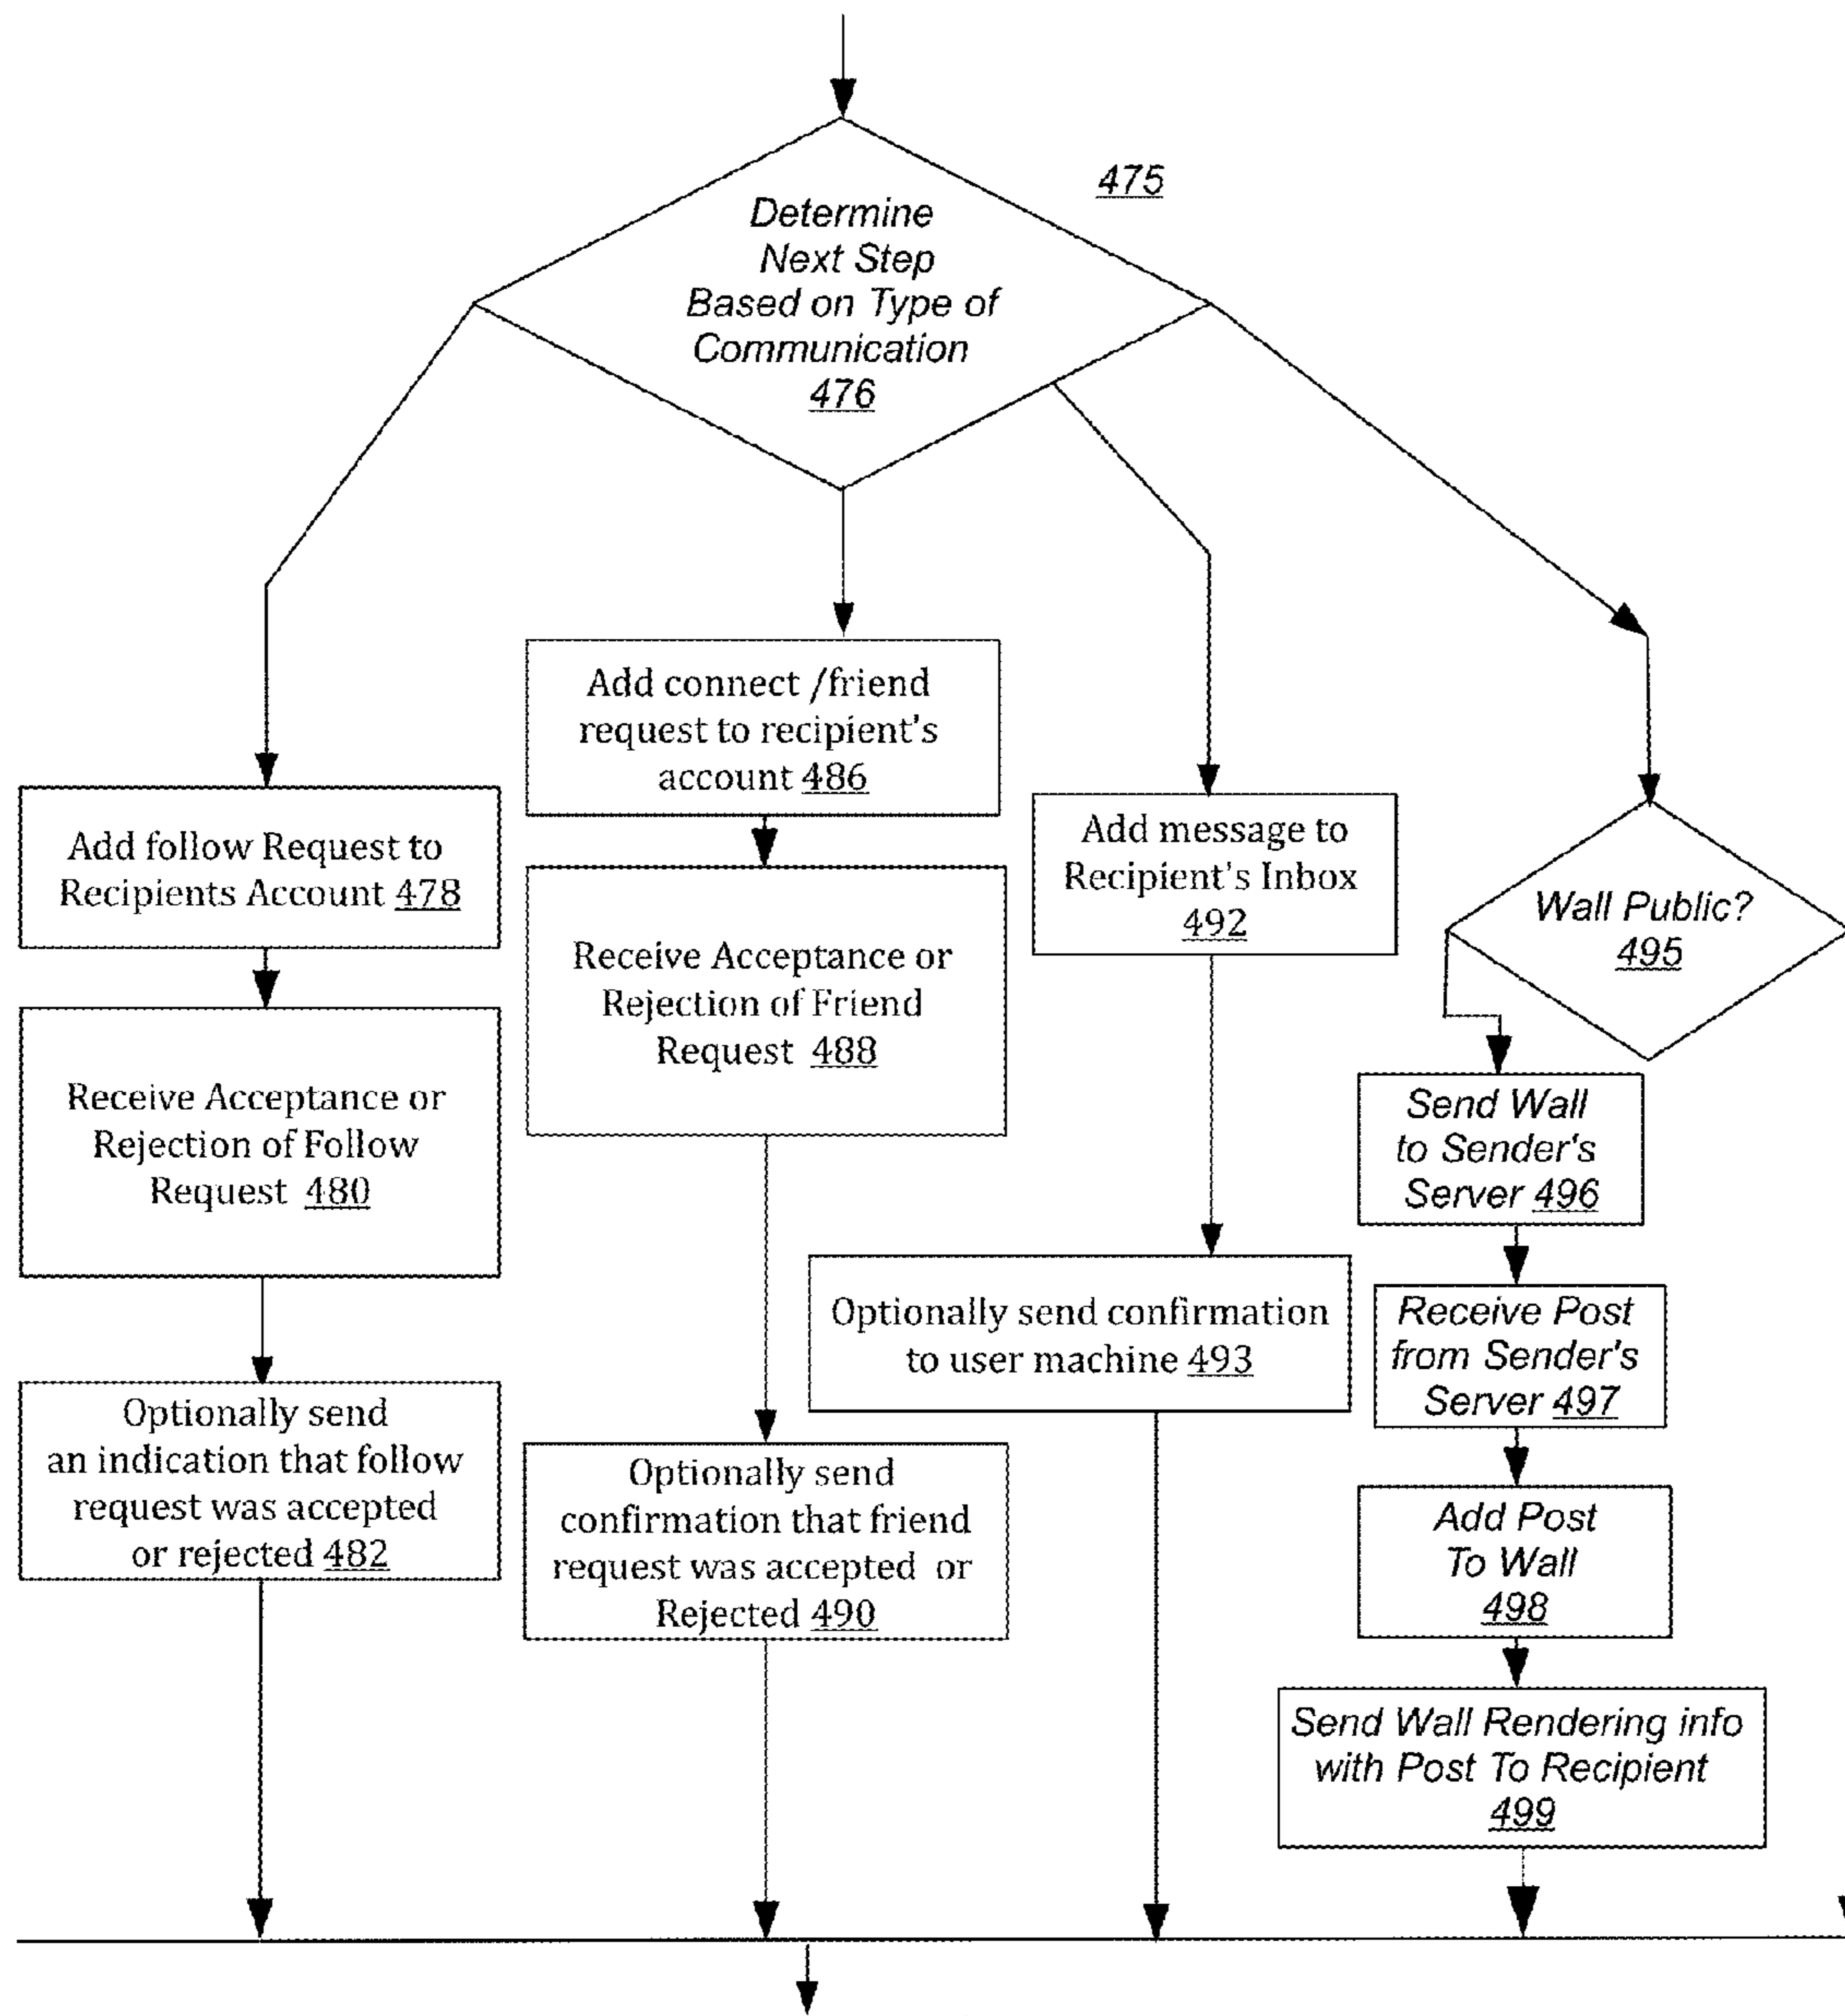 475
Determine
Next Step
Based on Type of
Communication
476
Add follow Request to
Recipients Account 478
Receive Acceptance or
Rejection of Follow
Request 480
Optionally send
an indication that follow
request was accepted
or rejected 482
Add connect /friend
request to recipient's
account 486
Receive Acceptance or
Rejection of Friend
Request 488
Optionally send
confirmation that friend
request was accepted or
Rejected 490
Add message to
Recipient's Inbox
492
Optionally send confirmation
to user machine 493
Wall Public?
495
Send Wall
to Sender's
Server 496
Receive Post
from Sender's
Server 497
Add Post
To Wall
498
Send Wall Rendering info
with Post To Recipient
499